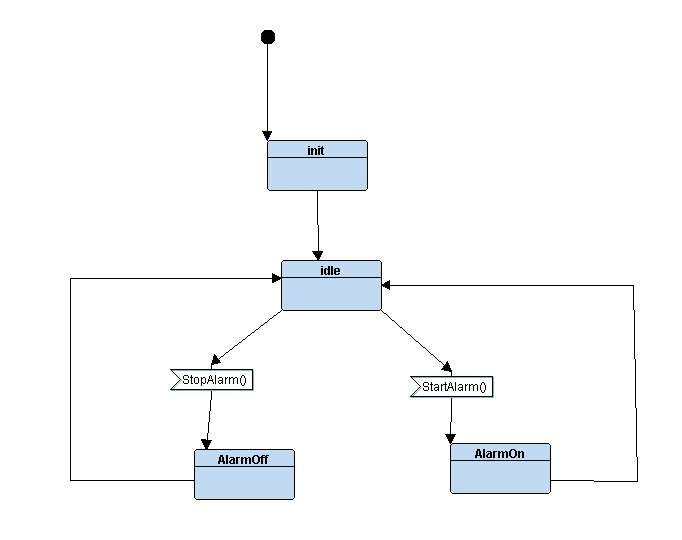 init
idle
StopAlarm()
StartAlarm()
AlarmOff
AlarmOn